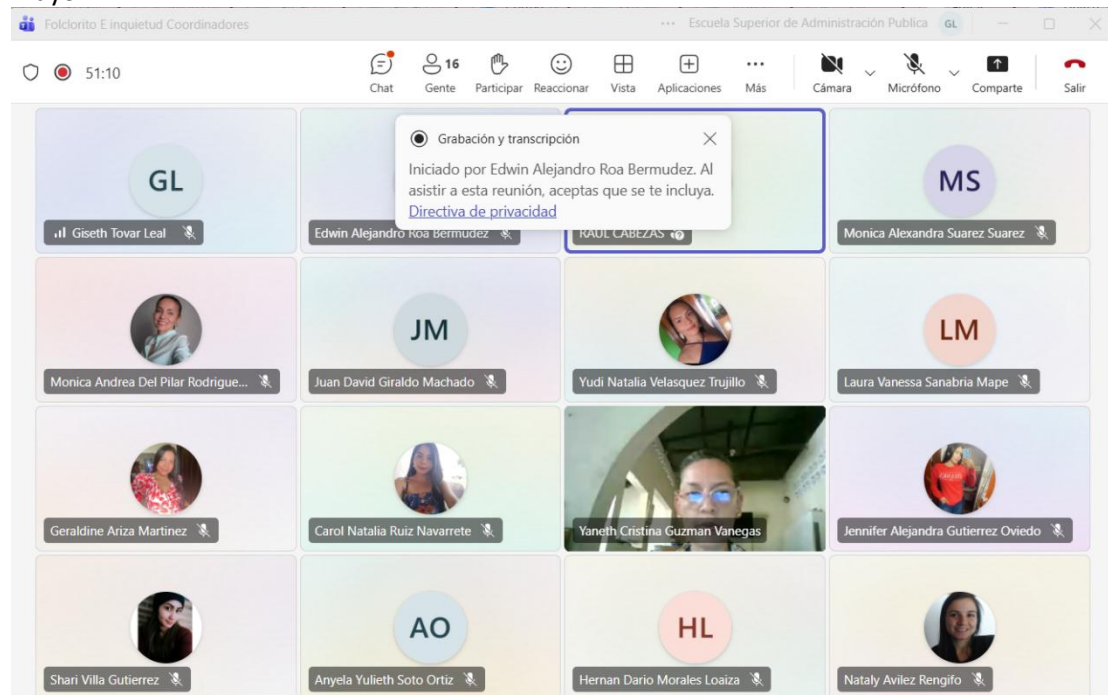 Folclorito E inquietud Coordinadores
··· Escuela Superior de Administración Publica GL
51:10
16
Chat Gente Participar Reaccionar Vista Aplicaciones Más Cámara Micrófono Comparte Salir
Grabación y transcripción
Iniciado por Edwin Alejandro Roa Bermudez. Al
asistir a esta reunión, aceptas que se te incluya.
Directiva de privacidad
GL
MS
Giseth Tovar Leal
Edwin Alejandro Roa Bermudez
RAUL CABEZAS
Monica Alexandra Suarez Suarez
JM
LM
Monica Andrea Del Pilar Rodrigue...
Juan David Giraldo Machado
Yudi Natalia Velasquez Trujillo
Laura Vanessa Sanabria Mape
Geraldine Ariza Martinez
Carol Natalia Ruiz Navarrete
Yaneth Cristina Guzman Vanegas
Jennifer Alejandra Gutierrez Oviedo
AO
HL
Shari Villa Gutierrez
Anyela Yulieth Soto Ortiz
Hernan Dario Morales Loaiza
Nataly Avilez Rengifo